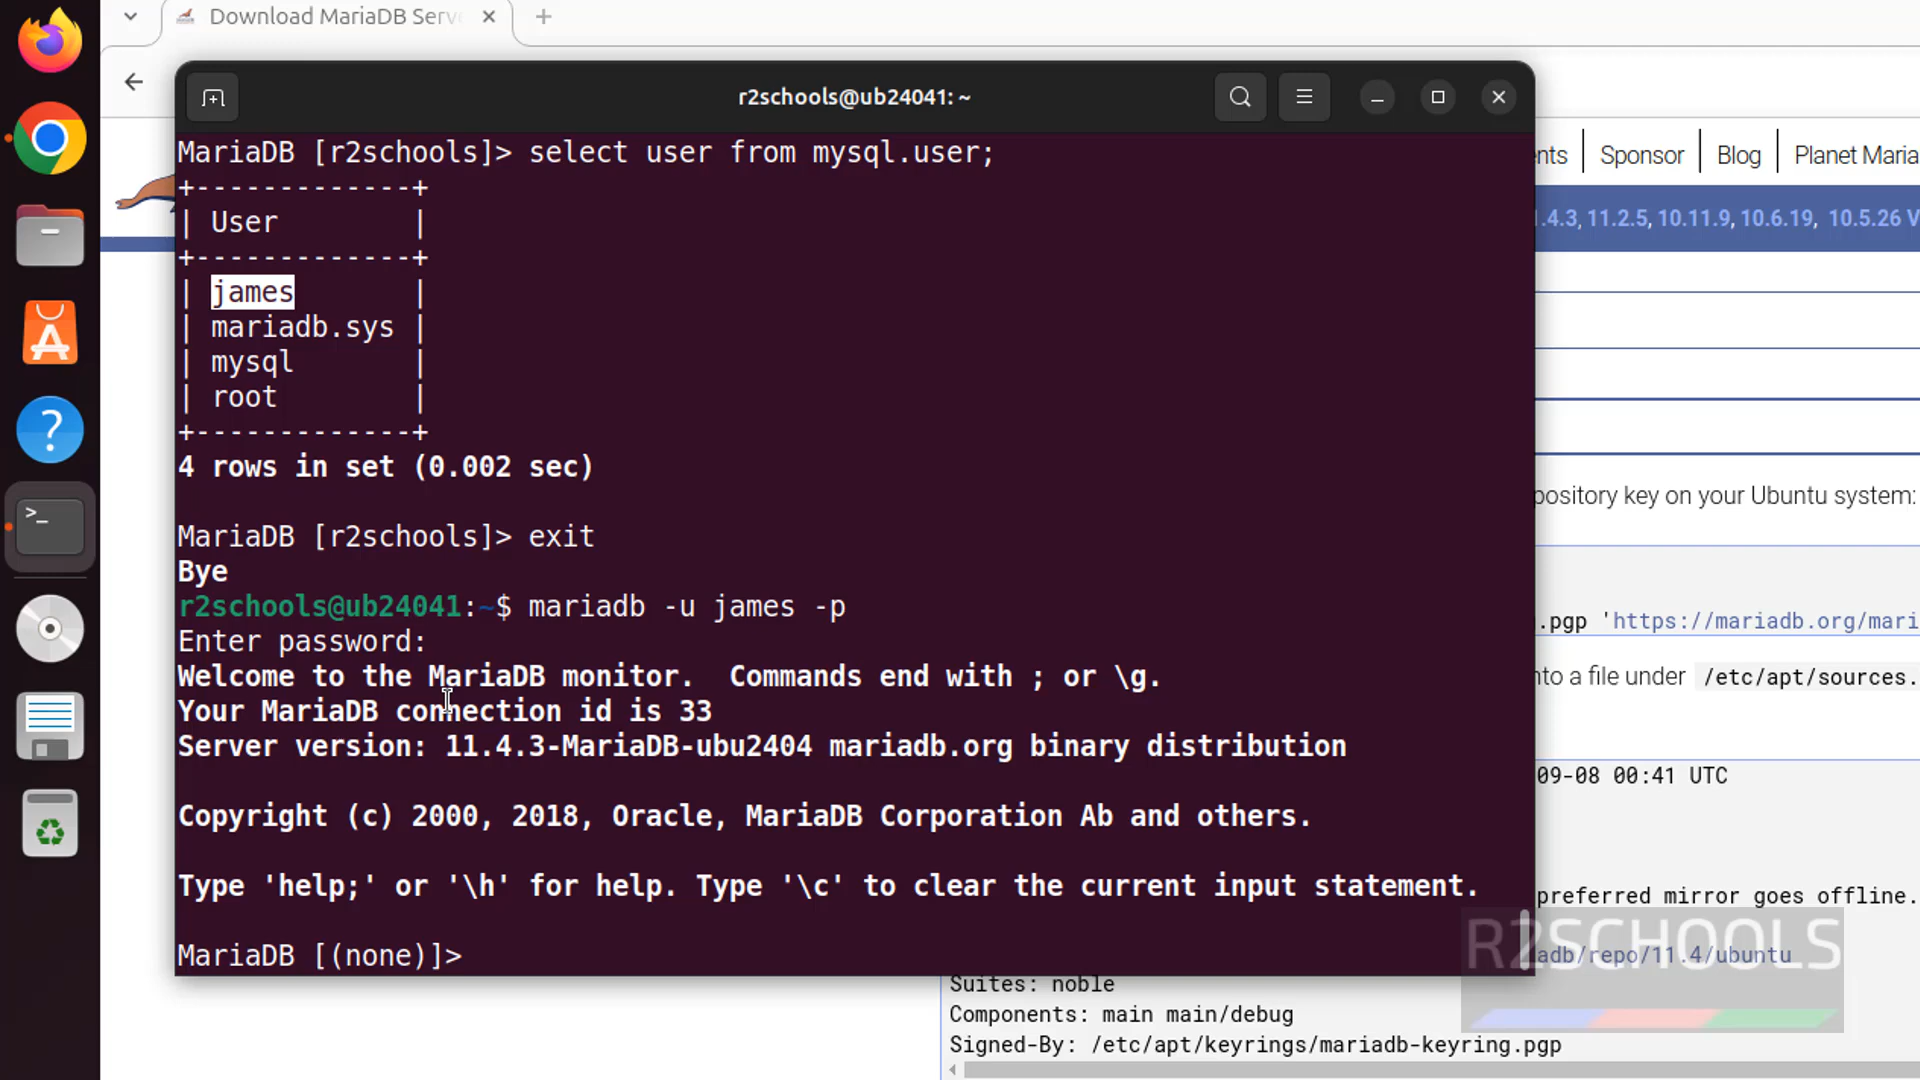 Download MariaDB Serv
r2schools@ub24041: ~
MariaDB [r2schools]> select user from mysql.user;
+-------------+
| User        |
+-------------+
| james       |
| mariadb.sys |
| mysql       |
| root        |
+-------------+
4 rows in set (0.002 sec)
MariaDB [r2schools]> exit
Bye
r2schools@ub24041:~$ mariadb -u james -p
Enter password:
Welcome to the MariaDB monitor.  Commands end with ; or \g.
Your MariaDB connection id is 33
Server version: 11.4.3-MariaDB-ubu2404 mariadb.org binary distribution
Copyright (c) 2000, 2018, Oracle, MariaDB Corporation Ab and others.
Type 'help;' or '\h' for help. Type '\c' to clear the current input statement.
MariaDB [(none)]>
nts Sponsor Blog Planet Maria
.4.3, 11.2.5, 10.11.9, 10.6.19, 10.5.26 V
pository key on your Ubuntu system:
.pgp 'https://mariadb.org/mari
nto a file under /etc/apt/sources.
09-08 00:41 UTC
preferred mirror goes offline.
adb/repo/11.4/ubuntu
Suites: noble
Components: main main/debug
Signed-By: /etc/apt/keyrings/mariadb-keyring.pgp
R2SCHOOLS